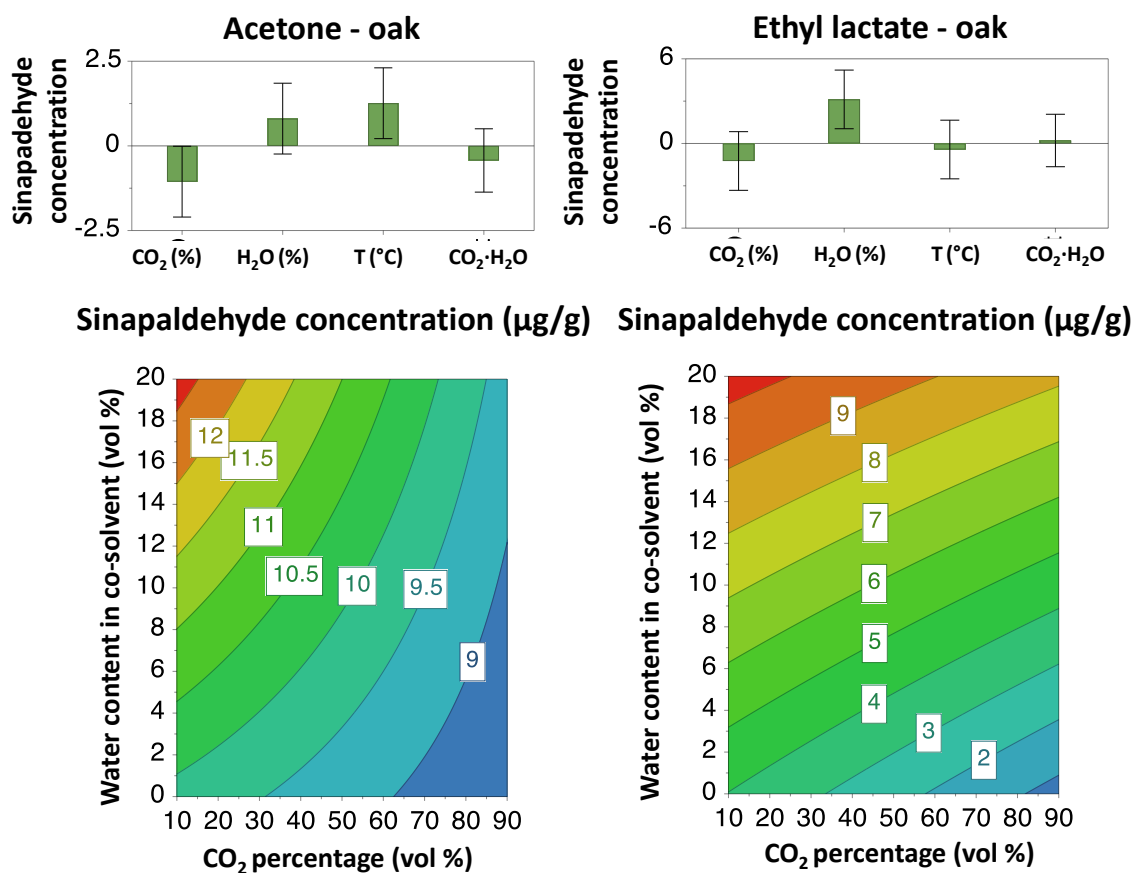 Acetone - oak
Sinapadehyde
concentration
2.5
0
-2.5
CO₂ (%) H₂O (%) T (°C) CO₂·H₂O
Ethyl lactate - oak
Sinapadehyde
concentration
6
0
-6
CO₂ (%) H₂O (%) T (°C) CO₂·H₂O
Sinapaldehyde concentration (µg/g)
Water content in co-solvent (vol %)
20
18
16
14
12
10
8
6
4
2
0
12
11.5
11
10.5
10
9.5
9
10 20 30 40 50 60 70 80 90
CO₂ percentage (vol %)
Sinapaldehyde concentration (µg/g)
Water content in co-solvent (vol %)
20
18
16
14
12
10
8
6
4
2
0
9
8
7
6
5
4
3
2
10 20 30 40 50 60 70 80 90
CO₂ percentage (vol %)